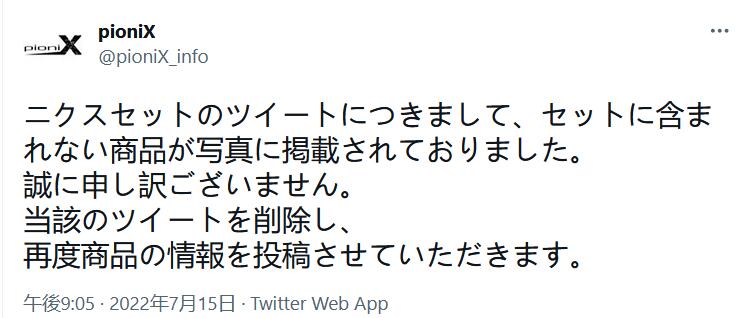 pioniX
pioniX
@pioniX_info
ニクスセットのツイートにつきまして、セットに含ま
れない商品が写真に掲載されておりました。
誠に申し訳ございません。
当該のツイートを削除し、
再度商品の情報を投稿させていただきます。
午後9:05 · 2022年7月15日 · Twitter Web App